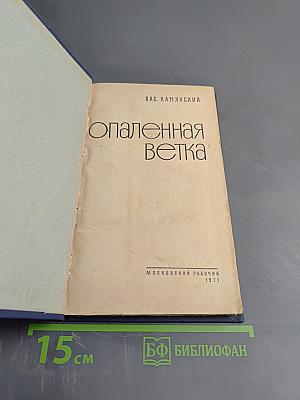 ВАС. КАМЯНСКИЙ
ОПАЛЕННАЯ
ВЕТКА
МОСКОВСКИЙ РАБОЧИЙ
1971
15 СМ
БФ БИБЛИОФАН